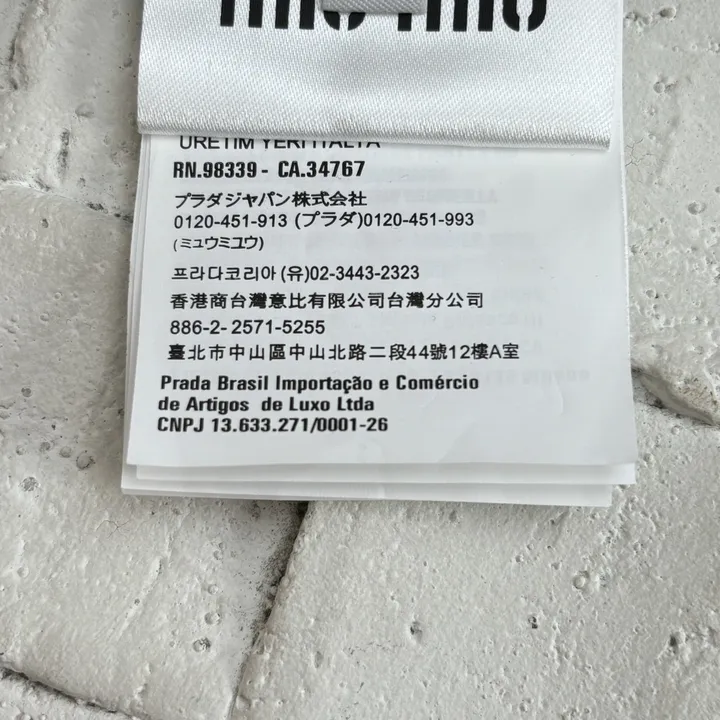 miu miu
ÜRETİM YERİ İTALYA
RN.98339 - CA.34767
プラダジャパン株式会社
0120-451-913 (プラダ)0120-451-993
(ミュウミュウ)
프라다코리아 (유)02-3443-2323
香港商台灣意比有限公司台灣分公司
886-2- 2571-5255
臺北市中山區中山北路二段44號12樓A室
Prada Brasil Importação e Comércio
de Artigos de Luxo Ltda
CNPJ 13.633.271/0001-26